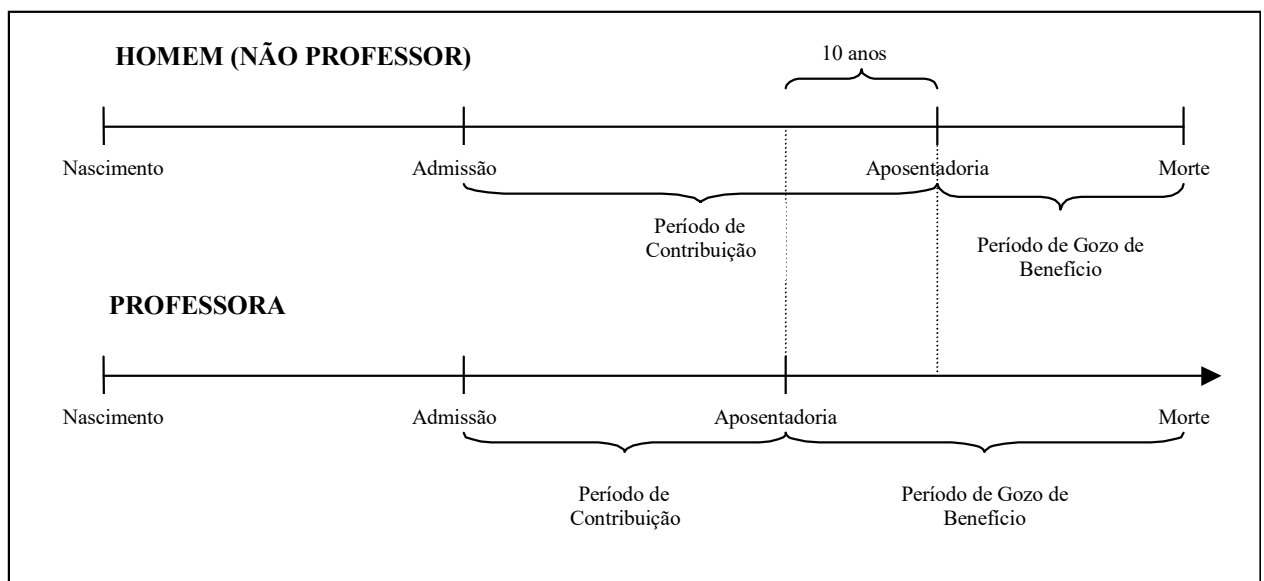 HOMEM (NÃO PROFESSOR)
10 anos
Nascimento
Admissão
Aposentadoria
Morte
Período de
Contribuição
Período de Gozo de
Benefício
PROFESSORA
Nascimento
Admissão
Aposentadoria
Morte
Período de
Contribuição
Período de Gozo de
Benefício